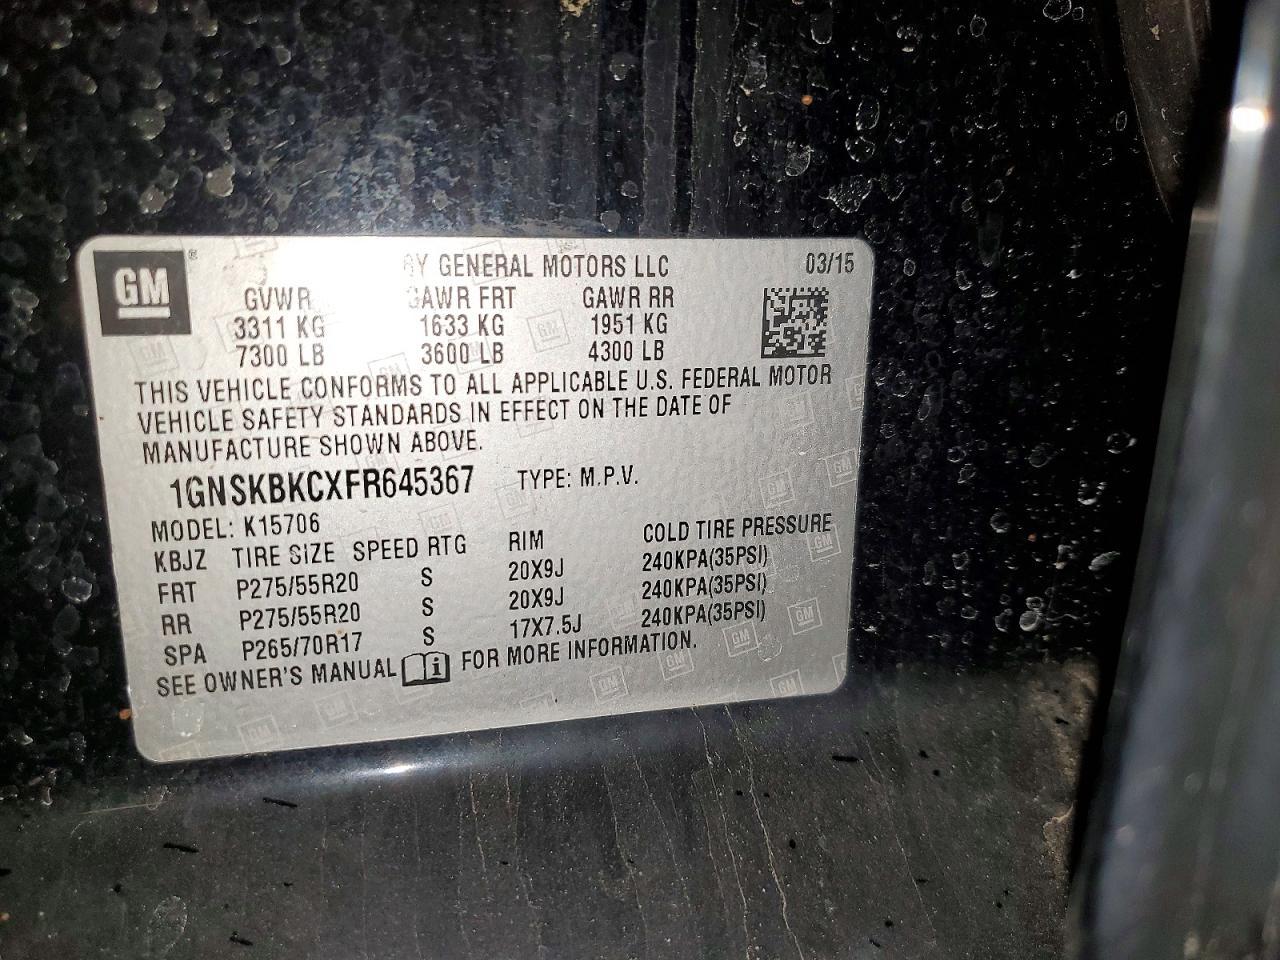 GM
BY GENERAL MOTORS LLC 03/15
GVWR GAWR FRT GAWR RR
3311 KG 1633 KG 1951 KG
7300 LB 3600 LB 4300 LB
THIS VEHICLE CONFORMS TO ALL APPLICABLE U.S. FEDERAL MOTOR
VEHICLE SAFETY STANDARDS IN EFFECT ON THE DATE OF
MANUFACTURE SHOWN ABOVE.
1GNSKBKCXFR645367 TYPE: M.P.V.
MODEL: K15706
KBJZ TIRE SIZE SPEED RTG RIM COLD TIRE PRESSURE
FRT P275/55R20 S 20X9J 240KPA(35PSI)
RR P275/55R20 S 20X9J 240KPA(35PSI)
SPA P265/70R17 S 17X7.5J 240KPA(35PSI)
SEE OWNER'S MANUAL FOR MORE INFORMATION.